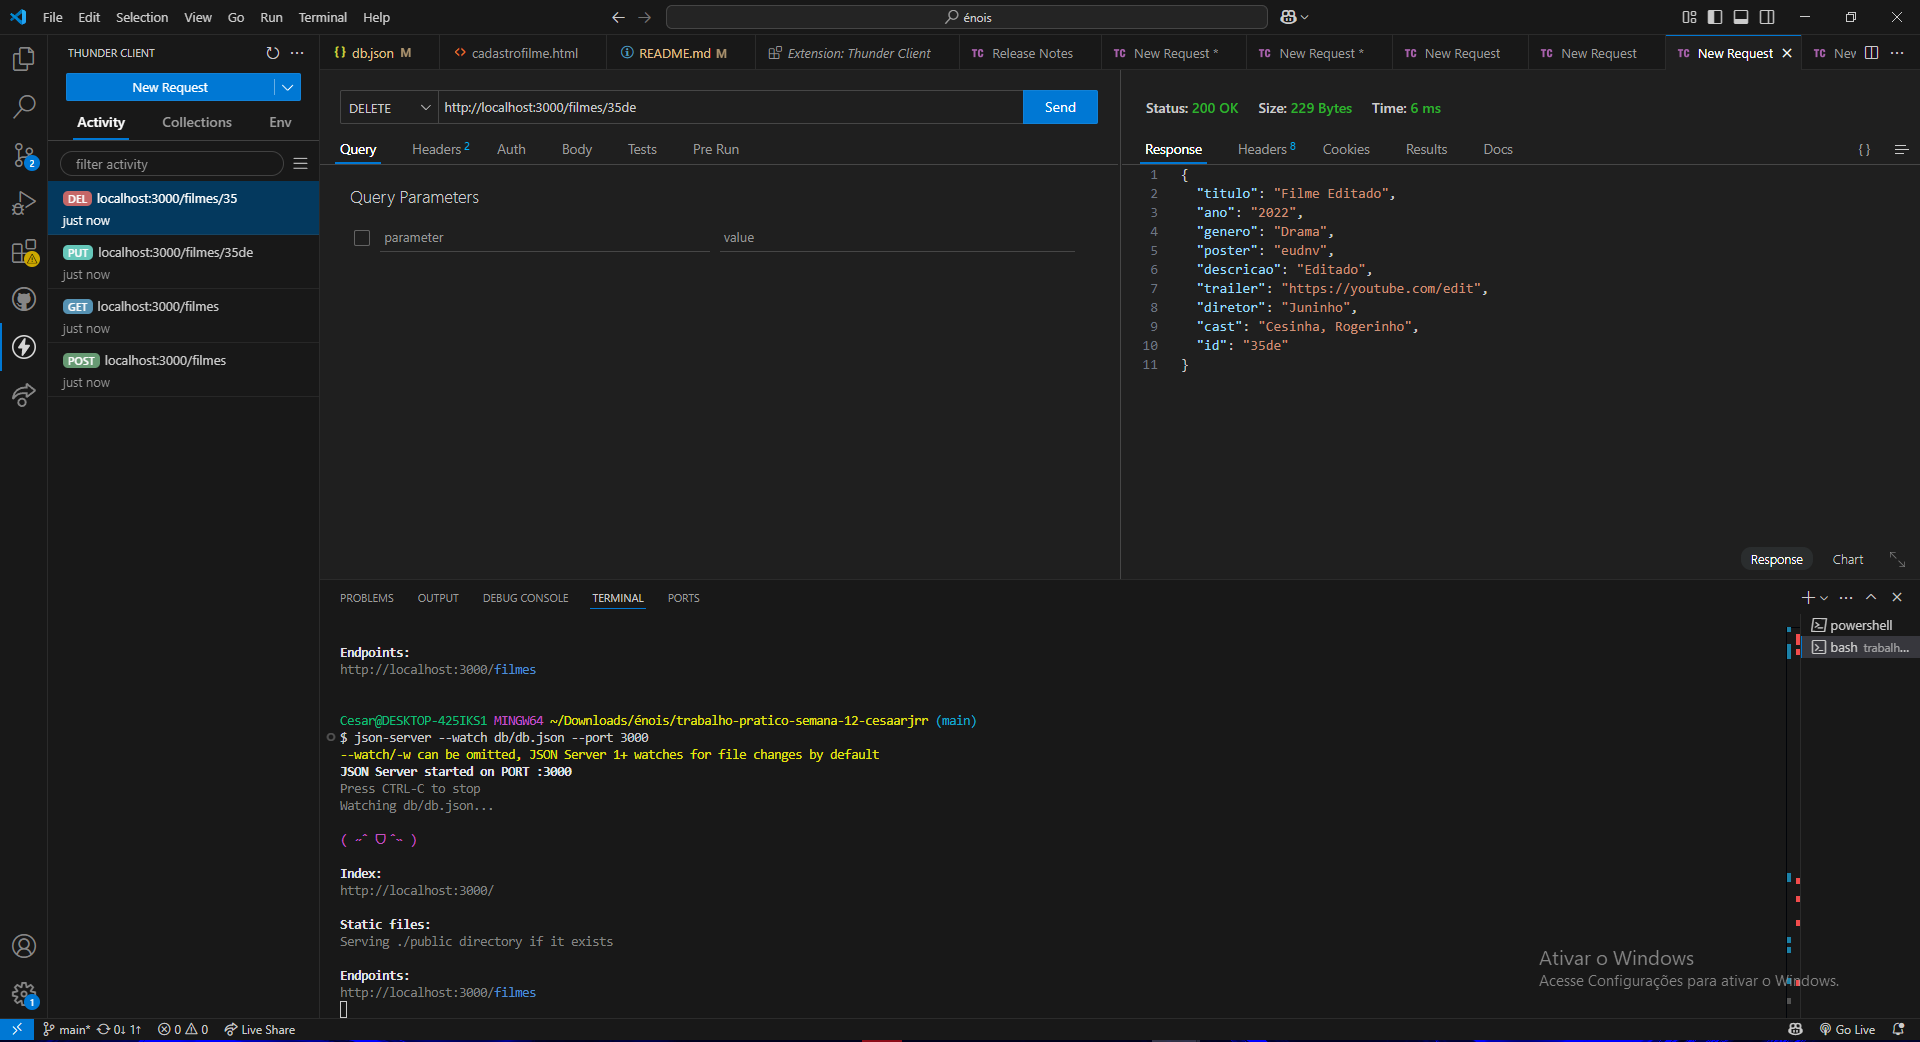 File Edit Selection View Go Run Terminal Help
énois
THUNDER CLIENT
New Request
Activity Collections Env
filter activity
DEL localhost:3000/filmes/35
just now
PUT localhost:3000/filmes/35de
just now
GET localhost:3000/filmes
just now
POST localhost:3000/filmes
just now
2
1
{} db.json M
<> cadastrofilme.html
README.md M
Extension: Thunder Client
TC Release Notes
TC New Request *
TC New Request *
TC New Request
TC New Request
TC New Request
TC Nev
DELETE http://localhost:3000/filmes/35de Send
Query Headers 2 Auth Body Tests Pre Run
Query Parameters
parameter value
Status: 200 OK Size: 229 Bytes Time: 6 ms
Response Headers 8 Cookies Results Docs { }
1 {
2 "titulo": "Filme Editado",
3 "ano": "2022",
4 "genero": "Drama",
5 "poster": "eudnv",
6 "descricao": "Editado",
7 "trailer": "https://youtube.com/edit",
8 "diretor": "Juninho",
9 "cast": "Cesinha, Rogerinho",
10 "id": "35de"
11 }
Response Chart
PROBLEMS OUTPUT DEBUG CONSOLE TERMINAL PORTS
powershell
bash trabalh...
Endpoints:
http://localhost:3000/filmes
Cesar@DESKTOP-425IKS1 MINGW64 ~/Downloads/énois/trabalho-pratico-semana-12-cesaarjrr (main)
$ json-server --watch db/db.json --port 3000
--watch/-w can be omitted, JSON Server 1+ watches for file changes by default
JSON Server started on PORT :3000
Press CTRL-C to stop
Watching db/db.json...
( ˶ˆ ᗜ ˆ˵ )
Index:
http://localhost:3000/
Static files:
Serving ./public directory if it exists
Endpoints:
http://localhost:3000/filmes
Ativar o Windows
Acesse Configurações para ativar o Windows.
main* 0↓ 1↑ 0 0 Live Share
Go Live